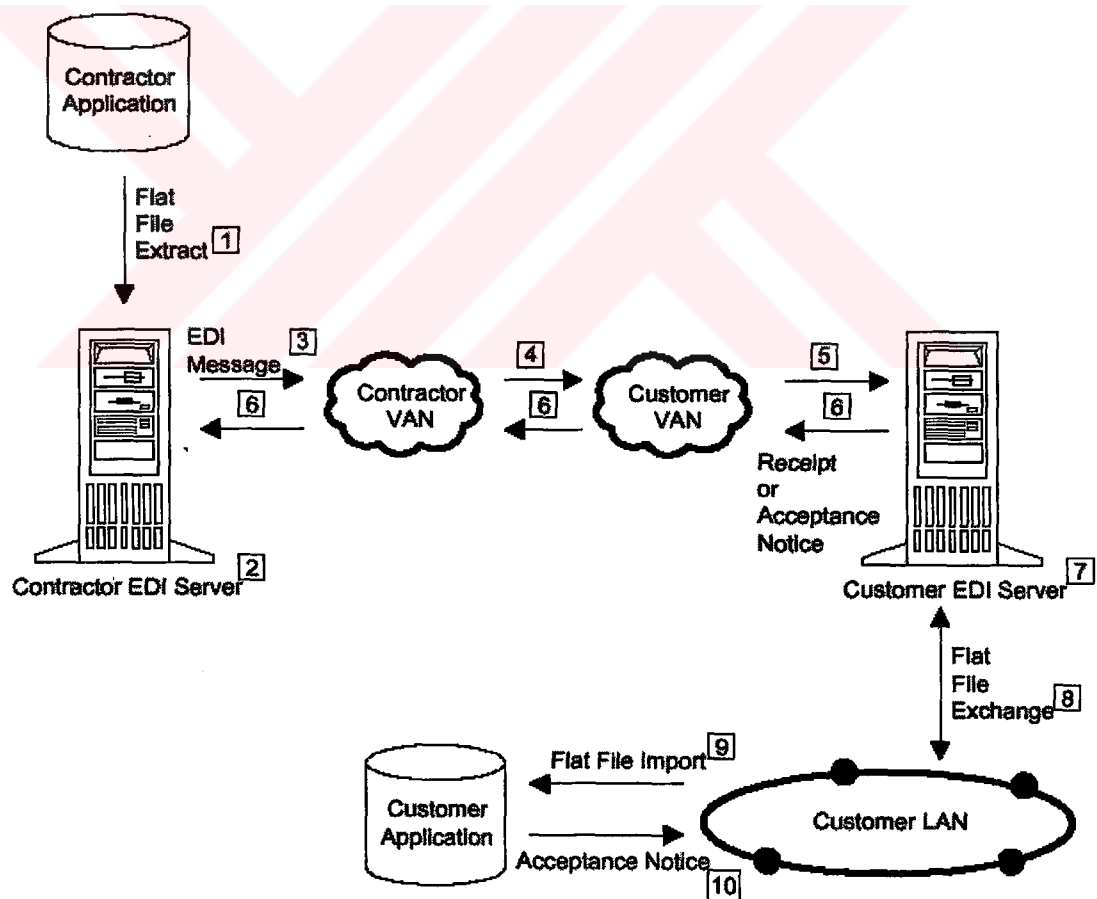 Contractor
Application
Flat
File
Extract 1
EDI
Message 3
4
5
6
6
6
Contractor
VAN
Customer
VAN
Receipt
or
Acceptance
Notice
Contractor EDI Server 2
Customer EDI Server 7
Flat
File
Exchange 8
Flat File Import 9
Customer
Application
Customer LAN
Acceptance Notice 10